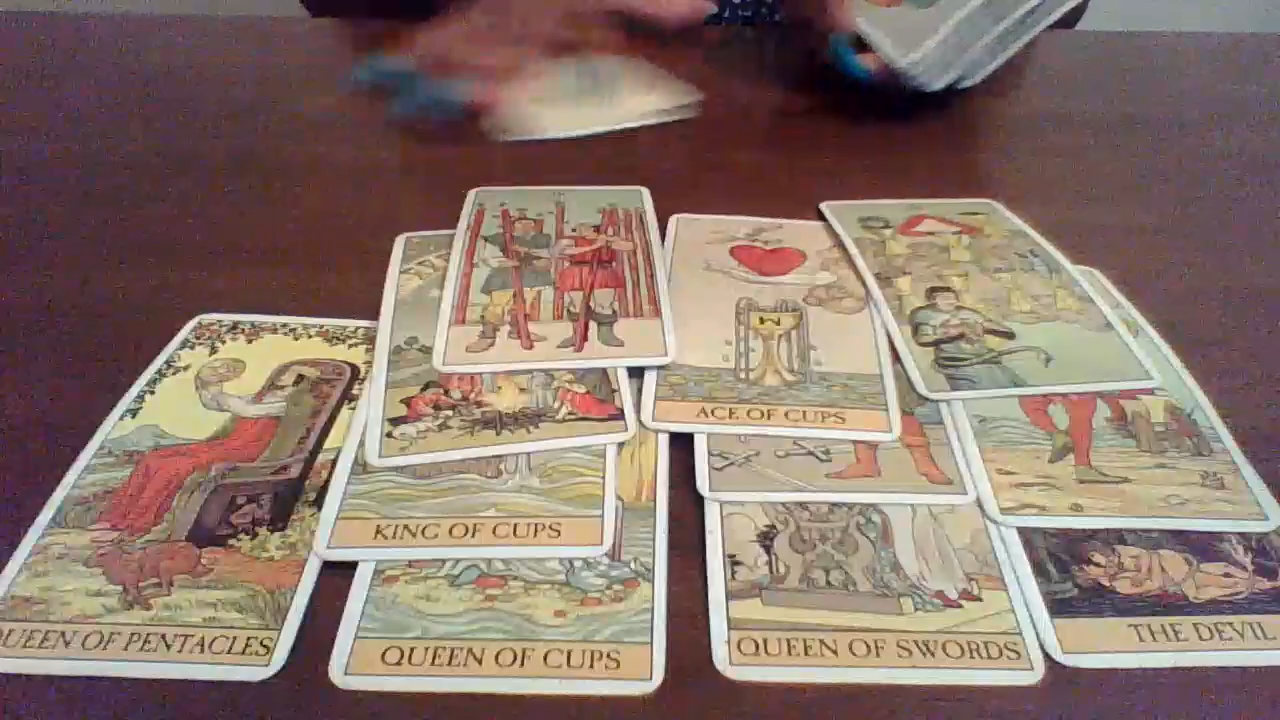 ACE OF CUPS
KING OF CUPS
QUEEN OF PENTACLES
QUEEN OF CUPS
QUEEN OF SWORDS
THE DEVIL